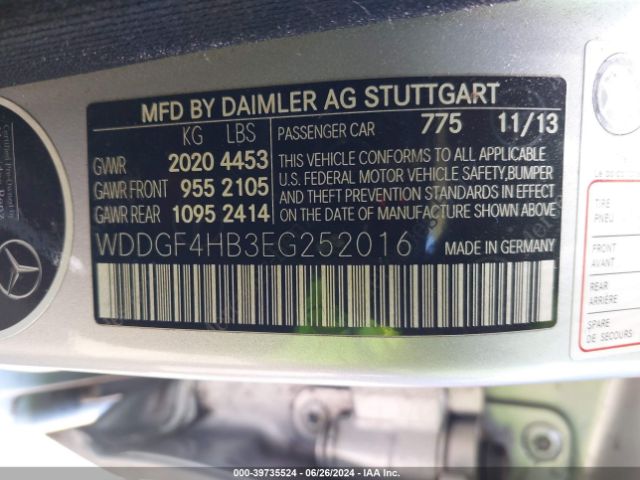 MFD BY DAIMLER AG STUTTGART
KG LBS
PASSENGER CAR 775 11/13
GVWR 2020 4453
GAWR FRONT 955 2105
GAWR REAR 1095 2414
THIS VEHICLE CONFORMS TO ALL APPLICABLE
U.S. FEDERAL MOTOR VEHICLE SAFETY,BUMPER
AND THEFT PREVENTION STANDARDS IN EFFECT
ON THE DATE OF MANUFACTURE SHOWN ABOVE
WDDGF4HB3EG252016
MADE IN GERMANY
TIRE
PNEU
FRONT
AVANT
REAR
ARRIÈRE
SPARE
DE SECOURS
000-39735524 | 06/26/2024 | IAA Inc.